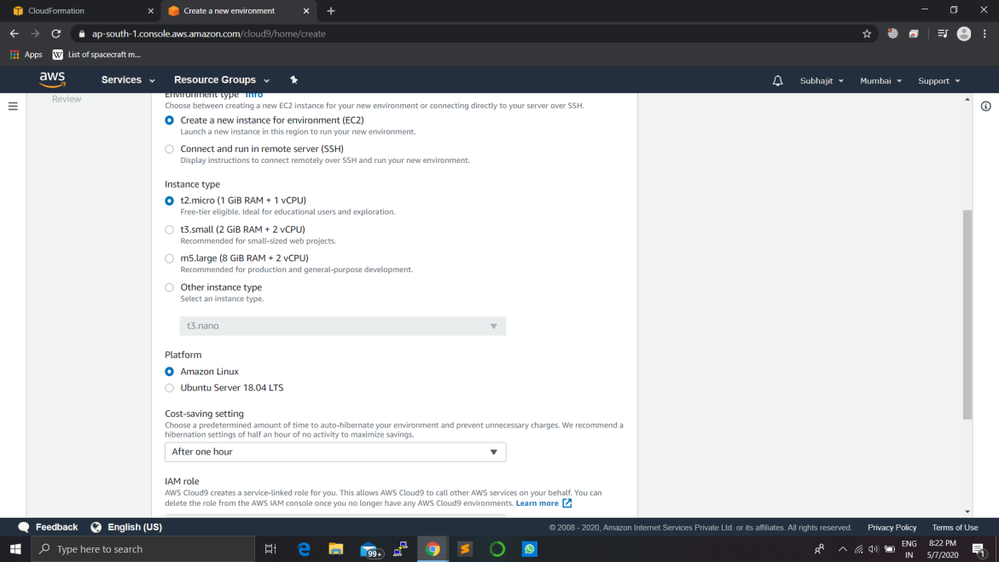 CloudFormation
Create a new environment
ap-south-1.console.aws.amazon.com/cloud9/home/create
Apps
W List of spacecraft m...
aws
Services
Resource Groups
Subhajit
Mumbai
Support
Review
Environment type Info
Choose between creating a new EC2 instance for your new environment or connecting directly to your server over SSH.
Create a new instance for environment (EC2)
Launch a new instance in this region to run your new environment.
Connect and run in remote server (SSH)
Display instructions to connect remotely over SSH and run your new environment.
Instance type
t2.micro (1 GiB RAM + 1 vCPU)
Free-tier eligible. Ideal for educational users and exploration.
t3.small (2 GiB RAM + 2 vCPU)
Recommended for small-sized web projects.
m5.large (8 GiB RAM + 2 vCPU)
Recommended for production and general-purpose development.
Other instance type
Select an instance type.
t3.nano
Platform
Amazon Linux
Ubuntu Server 18.04 LTS
Cost-saving setting
Choose a predetermined amount of time to auto-hibernate your environment and prevent unnecessary charges. We recommend a
hibernation settings of half an hour of no activity to maximize savings.
After one hour
IAM role
AWS Cloud9 creates a service-linked role for you. This allows AWS Cloud9 to call other AWS services on your behalf. You can
delete the role from the AWS IAM console once you no longer have any AWS Cloud9 environments. Learn more
Feedback
English (US)
© 2008 - 2020, Amazon Internet Services Private Ltd. or its affiliates. All rights reserved.
Privacy Policy
Terms of Use
Type here to search
99+
ENG
IN
8:22 PM
5/7/2020
1